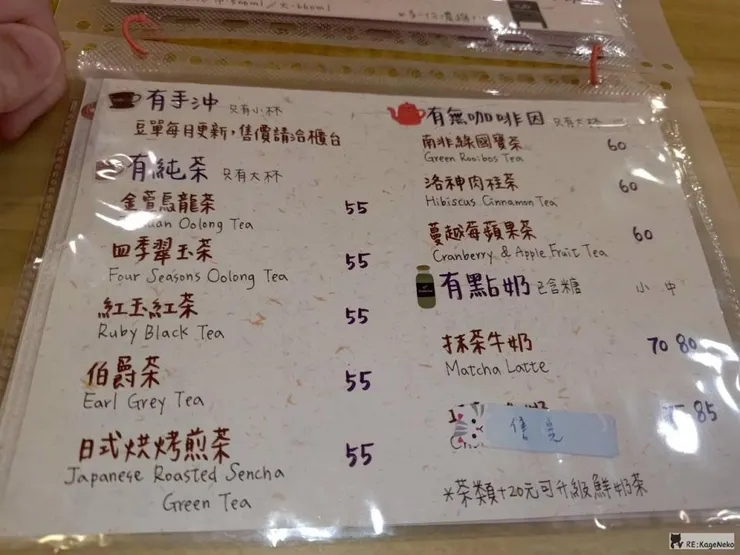 有手沖 只有小杯
豆單每月更新,售價請洽櫃台
有純茶 只有大杯
金萱烏龍茶 55
Oolong Tea
四季翠玉茶 55
Four Seasons Oolong Tea
紅玉紅茶 55
Ruby Black Tea
伯爵茶 55
Earl Grey Tea
日式烘烤煎茶 55
Japanese Roasted Sencha
Green Tea
有無咖啡因 只有大杯
南非綠國寶茶 60
Green Rooibos Tea
洛神肉桂茶 60
Hibiscus Cinnamon Tea
蔓越莓蘋果茶 60
Cranberry & Apple Fruit Tea
有點奶 已含糖 小 中
抹茶牛奶 70 80
Matcha Latte
85
售完
*茶類+20元可升級鮮奶茶
RE:KageNeko